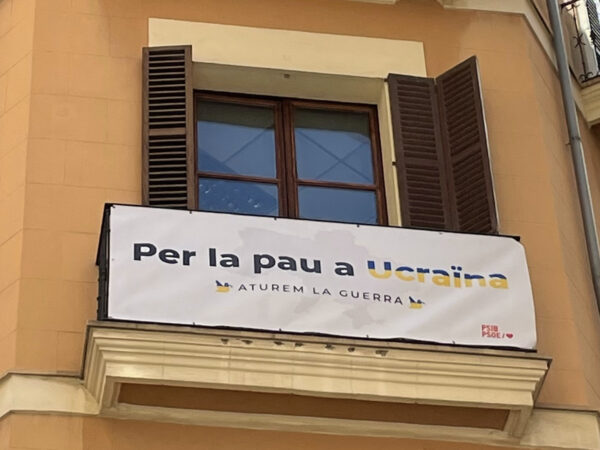 Per la pau a Ucraïna
ATUREM LA GUERRA
PSIB
PSOE /